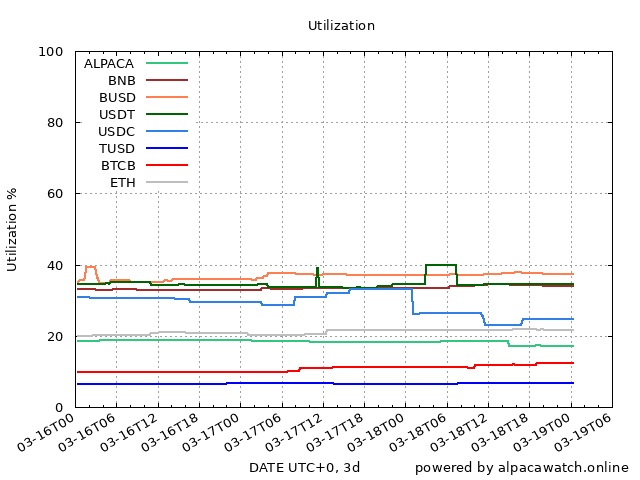 Utilization
100
80
60
40
20
0
Utilization %
ALPACA
BNB
BUSD
USDT
USDC
TUSD
BTCB
ETH
03-16T00
03-16T06
03-16T12
03-16T18
03-17T00
03-17T06
03-17T12
03-17T18
03-18T00
03-18T06
03-18T12
03-18T18
03-19T00
03-19T06
DATE UTC+0, 3d
powered by alpacawatch.online